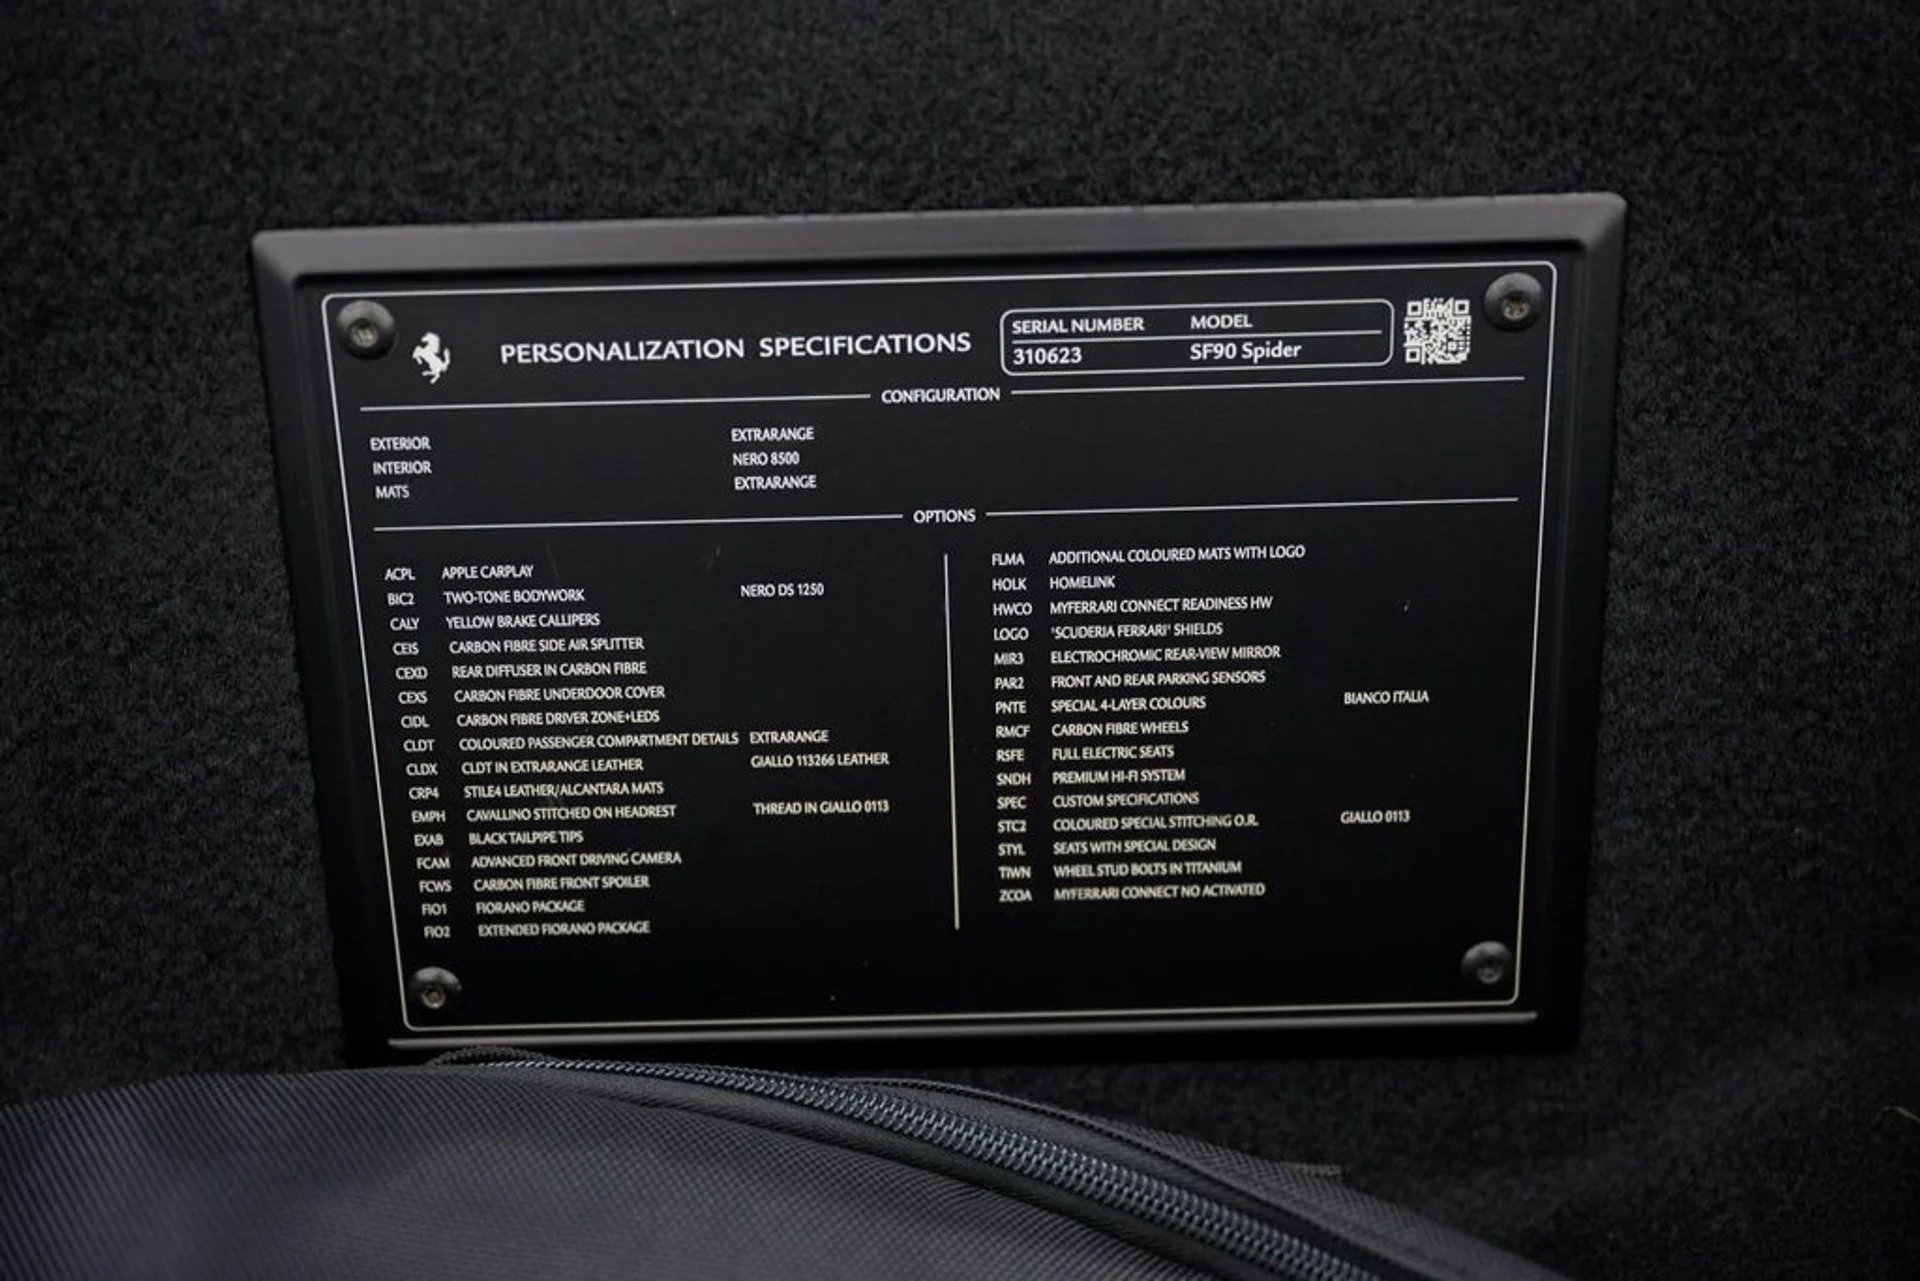 PERSONALIZATION SPECIFICATIONS
SERIAL NUMBER MODEL
310623 SF90 Spider
CONFIGURATION
EXTERIOR EXTRARANGE
INTERIOR NERO 8500
MATS EXTRARANGE
OPTIONS
ACPL APPLE CARPLAY
BIC2 TWO-TONE BODYWORK NERO DS 1250
CALY YELLOW BRAKE CALLIPERS
CEIS CARBON FIBRE SIDE AIR SPLITTER
CEXD REAR DIFFUSER IN CARBON FIBRE
CEXS CARBON FIBRE UNDERDOOR COVER
CIDL CARBON FIBRE DRIVER ZONE+LEDS
CLDT COLOURED PASSENGER COMPARTMENT DETAILS EXTRARANGE
CLDX CLDT IN EXTRARANGE LEATHER GIALLO 113266 LEATHER
CRP4 STILE4 LEATHER/ALCANTARA MATS
EMPH CAVALLINO STITCHED ON HEADREST THREAD IN GIALLO 0113
EXAB BLACK TAILPIPE TIPS
FCAM ADVANCED FRONT DRIVING CAMERA
FCWS CARBON FIBRE FRONT SPOILER
FIO1 FIORANO PACKAGE
FIO2 EXTENDED FIORANO PACKAGE
FLMA ADDITIONAL COLOURED MATS WITH LOGO
HOLK HOMELINK
HWCO MYFERRARI CONNECT READINESS HW
LOGO 'SCUDERIA FERRARI' SHIELDS
MIR3 ELECTROCHROMIC REAR-VIEW MIRROR
PAR2 FRONT AND REAR PARKING SENSORS
PNTE SPECIAL 4-LAYER COLOURS BIANCO ITALIA
RMCF CARBON FIBRE WHEELS
RSFE FULL ELECTRIC SEATS
SNDH PREMIUM HI-FI SYSTEM
SPEC CUSTOM SPECIFICATIONS
STC2 COLOURED SPECIAL STITCHING O.R. GIALLO 0113
STYL SEATS WITH SPECIAL DESIGN
TIWN WHEEL STUD BOLTS IN TITANIUM
ZCOA MYFERRARI CONNECT NO ACTIVATED